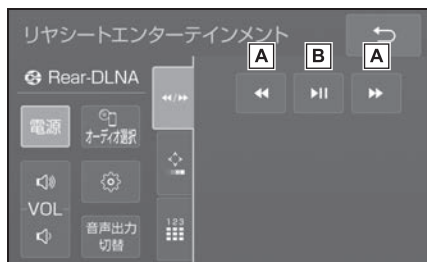 リヤシートエンターテインメント
A B A
Rear-DLNA
電源
オーディオ選択
VOL
音声出力
切替
123